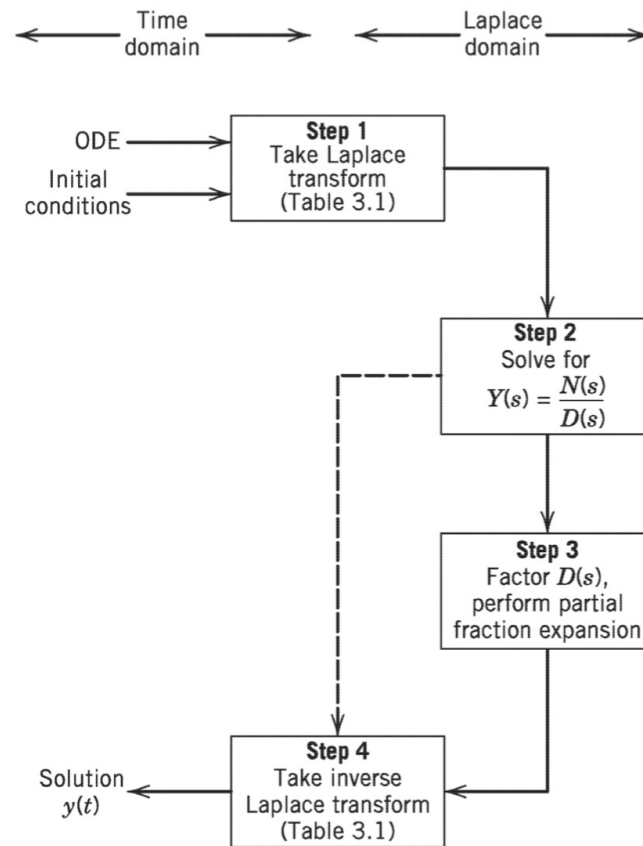 Time
domain
Laplace
domain
ODE
Initial
conditions
Step 1
Take Laplace
transform
(Table 3.1)
Step 2
Solve for
Y(s) = N(s)/D(s)
Step 3
Factor D(s),
perform partial
fraction expansion
Step 4
Take inverse
Laplace transform
(Table 3.1)
Solution
y(t)